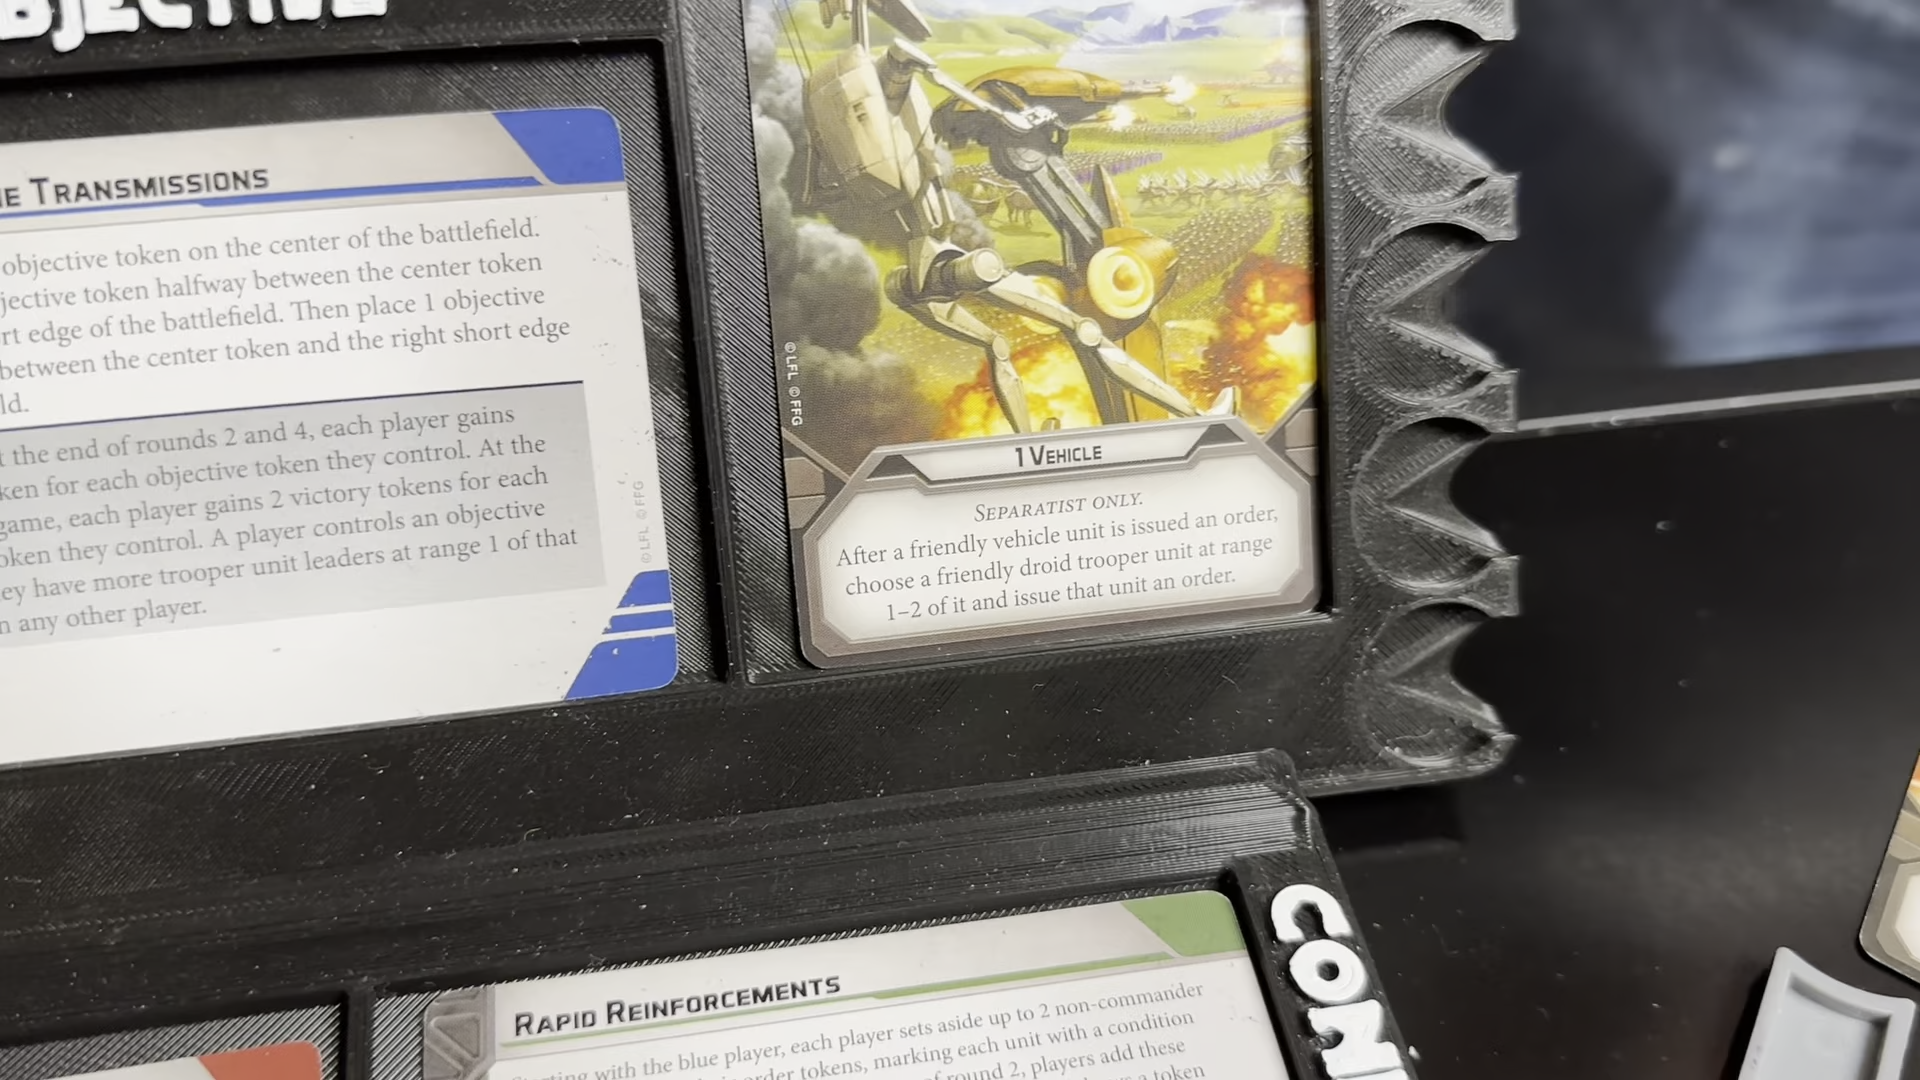 BJECTIVE
E TRANSMISSIONS
objective token on the center of the battlefield.
jective token halfway between the center token
rt edge of the battlefield. Then place 1 objective
between the center token and the right short edge
ld.
t the end of rounds 2 and 4, each player gains
ken for each objective token they control. At the
game, each player gains 2 victory tokens for each
oken they control. A player controls an objective
ey have more trooper unit leaders at range 1 of that
n any other player.
© LFL © FFG
© LFL © FFG
1 VEHICLE
SEPARATIST ONLY.
After a friendly vehicle unit is issued an order,
choose a friendly droid trooper unit at range
1–2 of it and issue that unit an order.
RAPID REINFORCEMENTS
with the blue player, each player sets aside up to 2 non-commander
order tokens, marking each unit with a condition
of round 2, players add these
a token
CON